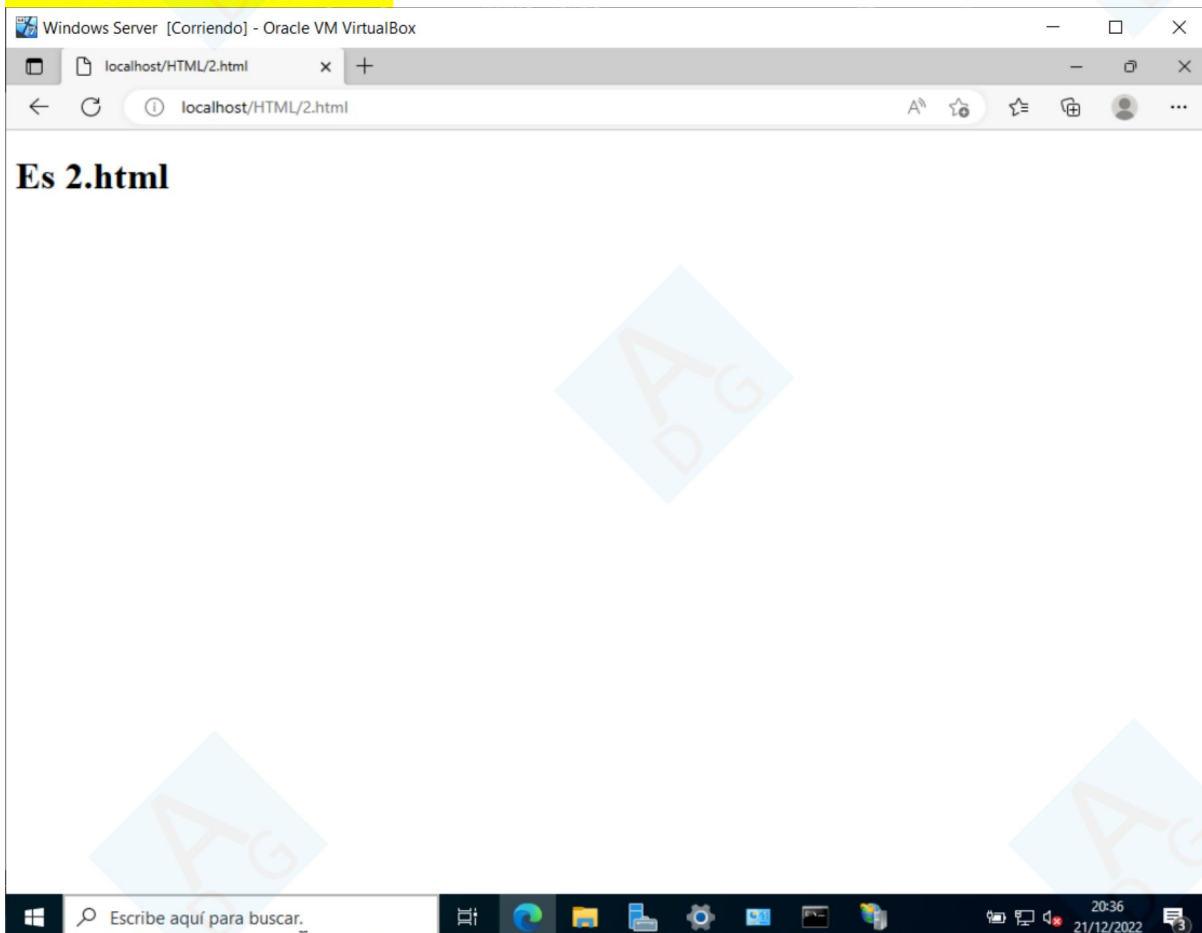 Windows Server [Corriendo] - Oracle VM VirtualBox
localhost/HTML/2.html
localhost/HTML/2.html
Es 2.html
A
D
G
A
D
G
A
D
G
Escribe aquí para buscar.
20:36
21/12/2022
3